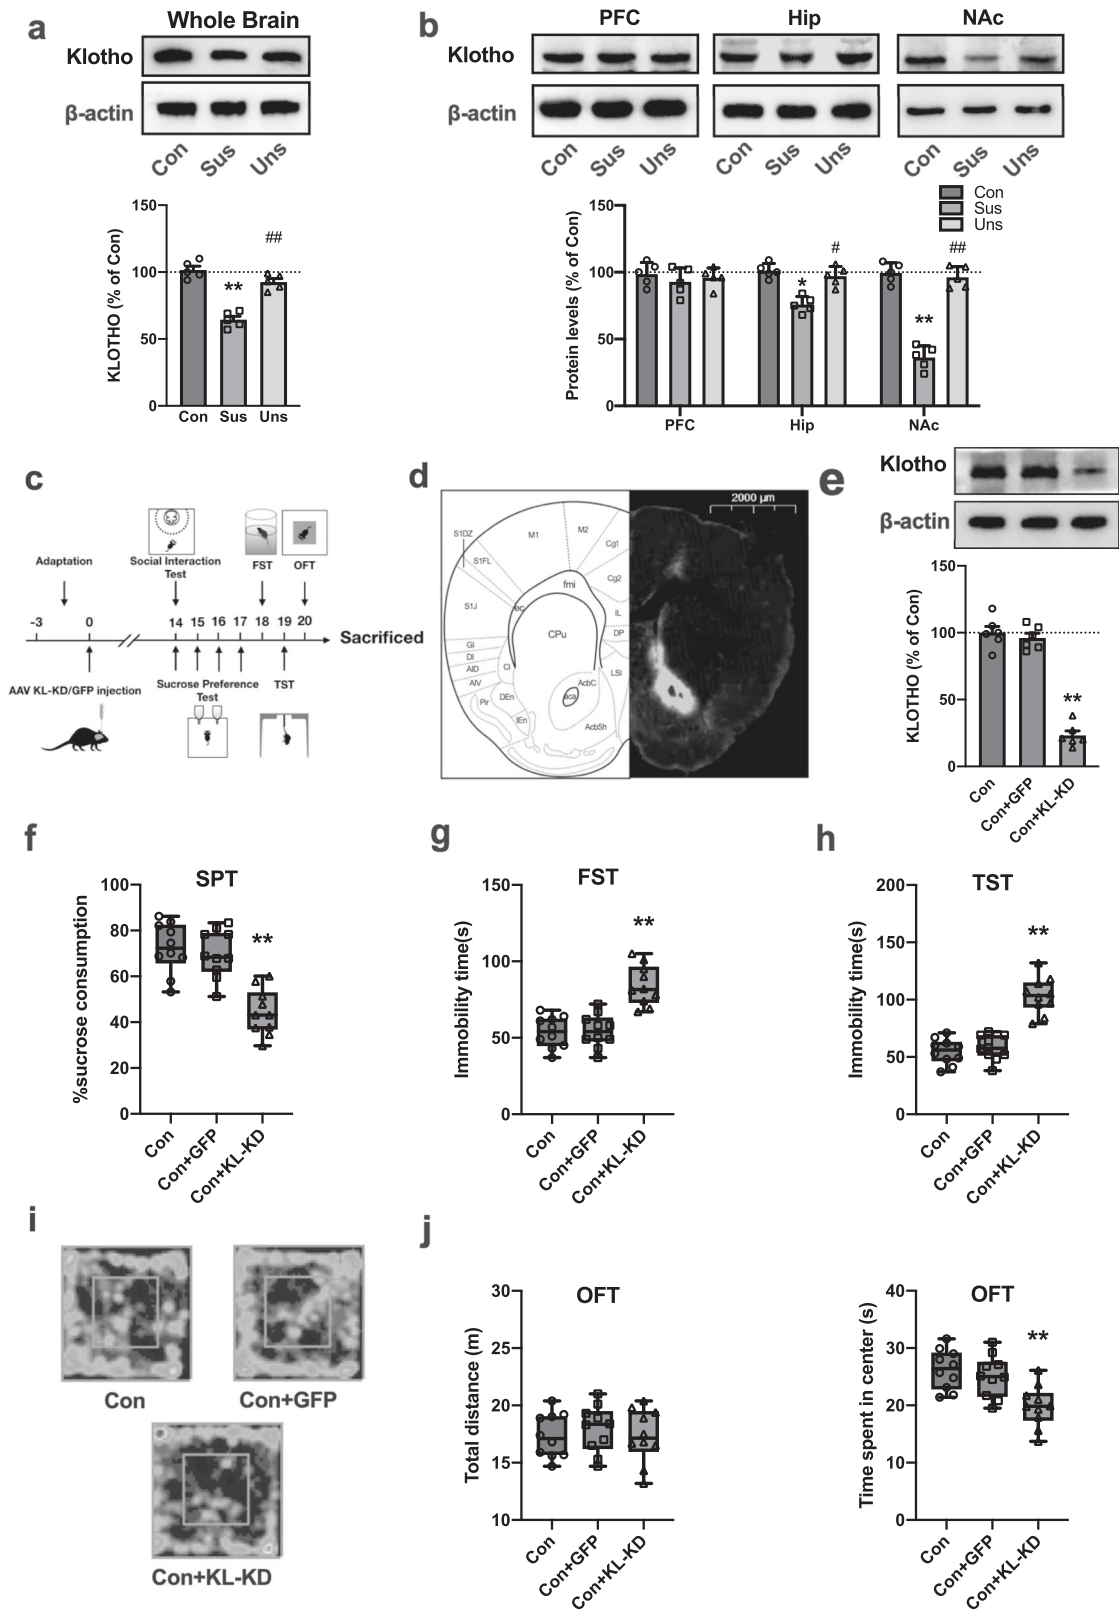 a
Whole Brain
Klotho
β-actin
Con Sus Uns
KLOTHO (% of Con)
150
100
50
0
##
**
Con Sus Uns
b
PFC Hip NAc
Klotho
β-actin
Con Sus Uns Con Sus Uns Con Sus Uns
Con
Sus
Uns
Protein levels (% of Con)
150
100
50
0
*
#
**
##
PFC Hip NAc
c
Adaptation
Social Interaction
Test
FST
OFT
-3 0 14 15 16 17 18 19 20
Sacrificed
AAV KL-KD/GFP injection
Sucrose Preference
Test
TST
d
2000 μm
S1DZ
S1FL
M1
M2
Cg1
Cg2
S1J
ec
fmi
IL
DP
GI
DI
AID
AIV
CPu
Cl
LSI
Pir
DEn
IEn
AcbC
aca
AcbSh
e
Klotho
β-actin
KLOTHO (% of Con)
150
100
50
0
**
Con
Con+GFP
Con+KL-KD
f
SPT
%sucrose consumption
100
80
60
40
20
0
**
Con
Con+GFP
Con+KL-KD
g
FST
Immobility time(s)
150
100
50
0
**
Con
Con+GFP
Con+KL-KD
h
TST
Immobility time(s)
200
150
100
50
0
**
Con
Con+GFP
Con+KL-KD
i
Con
Con+GFP
Con+KL-KD
j
OFT
Total distance (m)
30
25
20
15
10
Con
Con+GFP
Con+KL-KD
OFT
Time spent in center (s)
40
30
20
10
0
**
Con
Con+GFP
Con+KL-KD